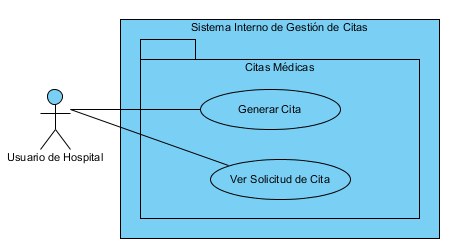 Sistema Interno de Gestión de Citas
Citas Médicas
Generar Cita
Usuario de Hospital
Ver Solicitud de Cita